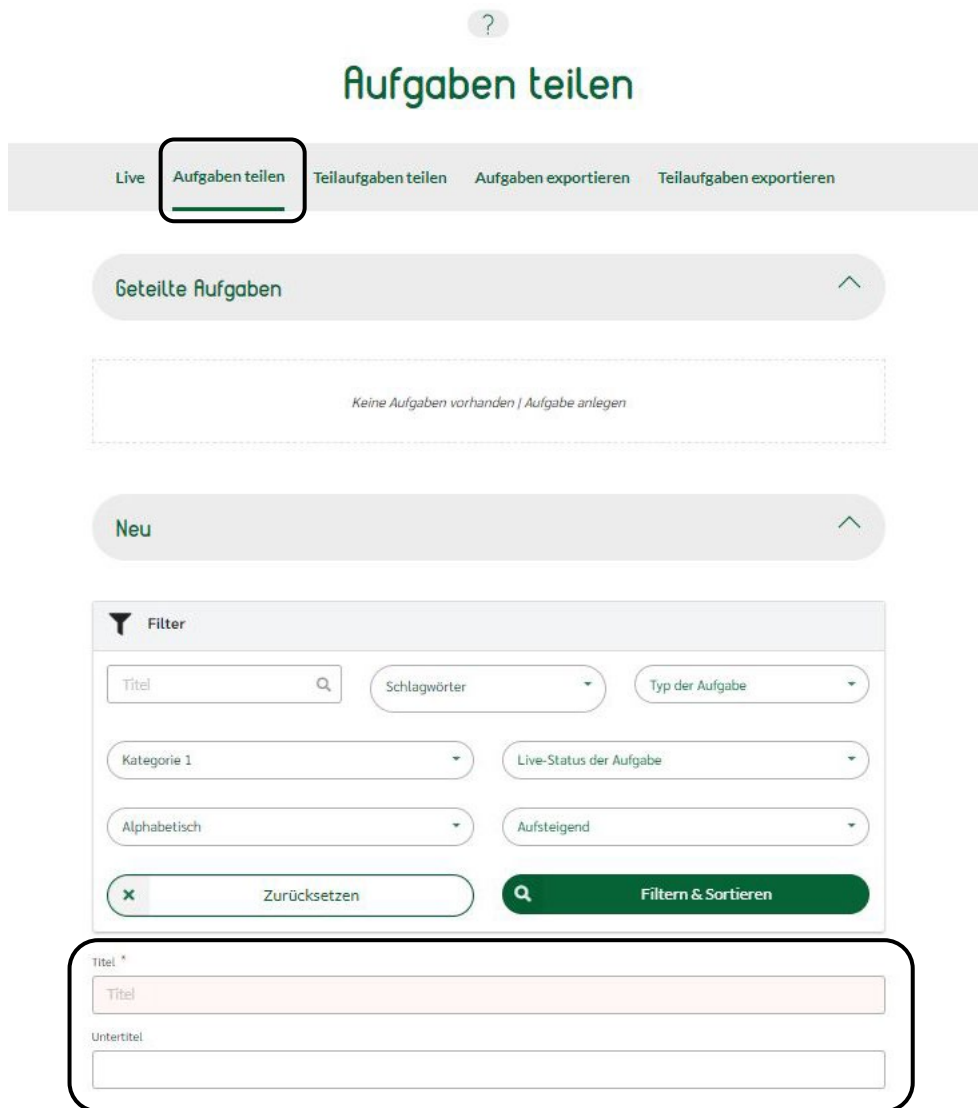 ?
Aufgaben teilen
Live Aufgaben teilen Teilaufgaben teilen Aufgaben exportieren Teilaufgaben exportieren
Geteilte Aufgaben
Keine Aufgaben vorhanden | Aufgabe anlegen
Neu
Filter
Titel Schlagwörter Typ der Aufgabe
Kategorie 1 Live-Status der Aufgabe
Alphabetisch Aufsteigend
Zurücksetzen Filtern & Sortieren
Titel *
Titel
Untertitel